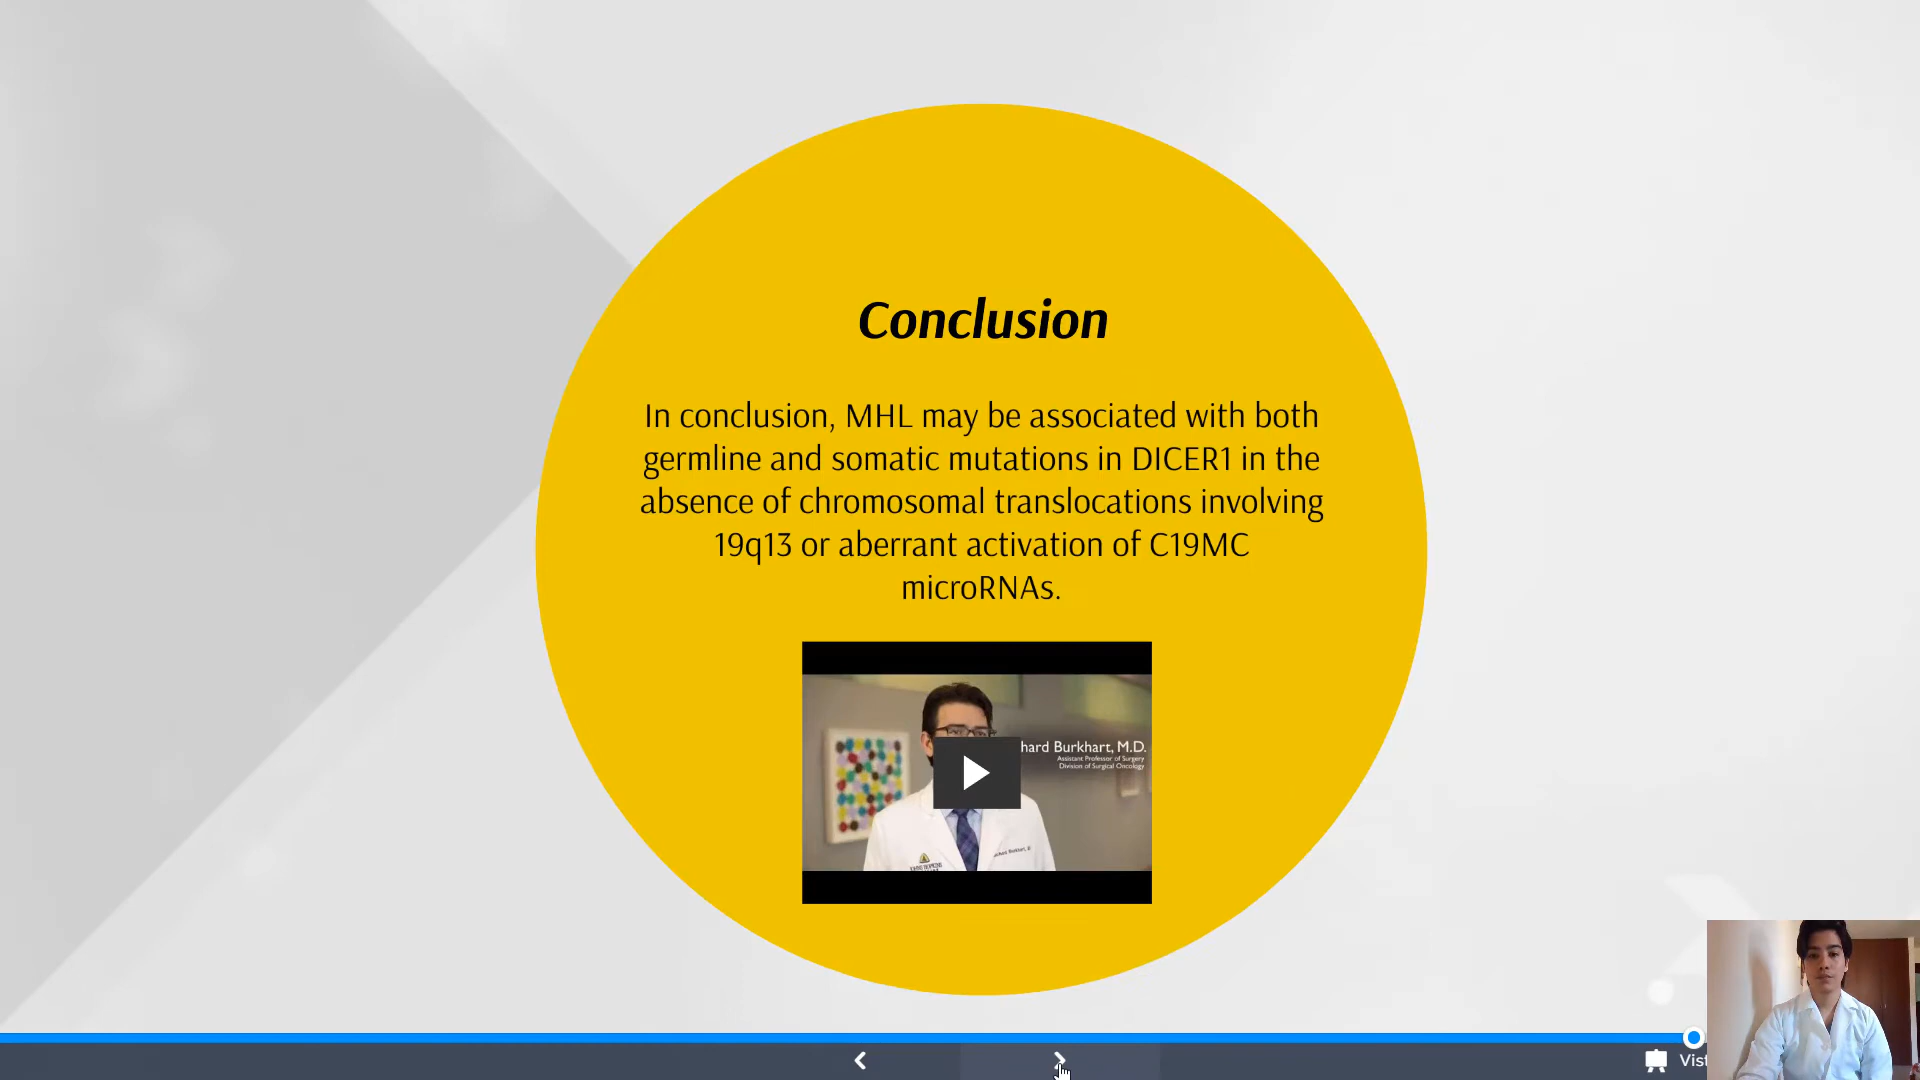 Conclusion
In conclusion, MHL may be associated with both
germline and somatic mutations in DICER1 in the
absence of chromosomal translocations involving
19q13 or aberrant activation of C19MC
microRNAs.
hard Burkhart, M.D.
Assistant Professor of Surgery
Division of Surgical Oncology
Vist